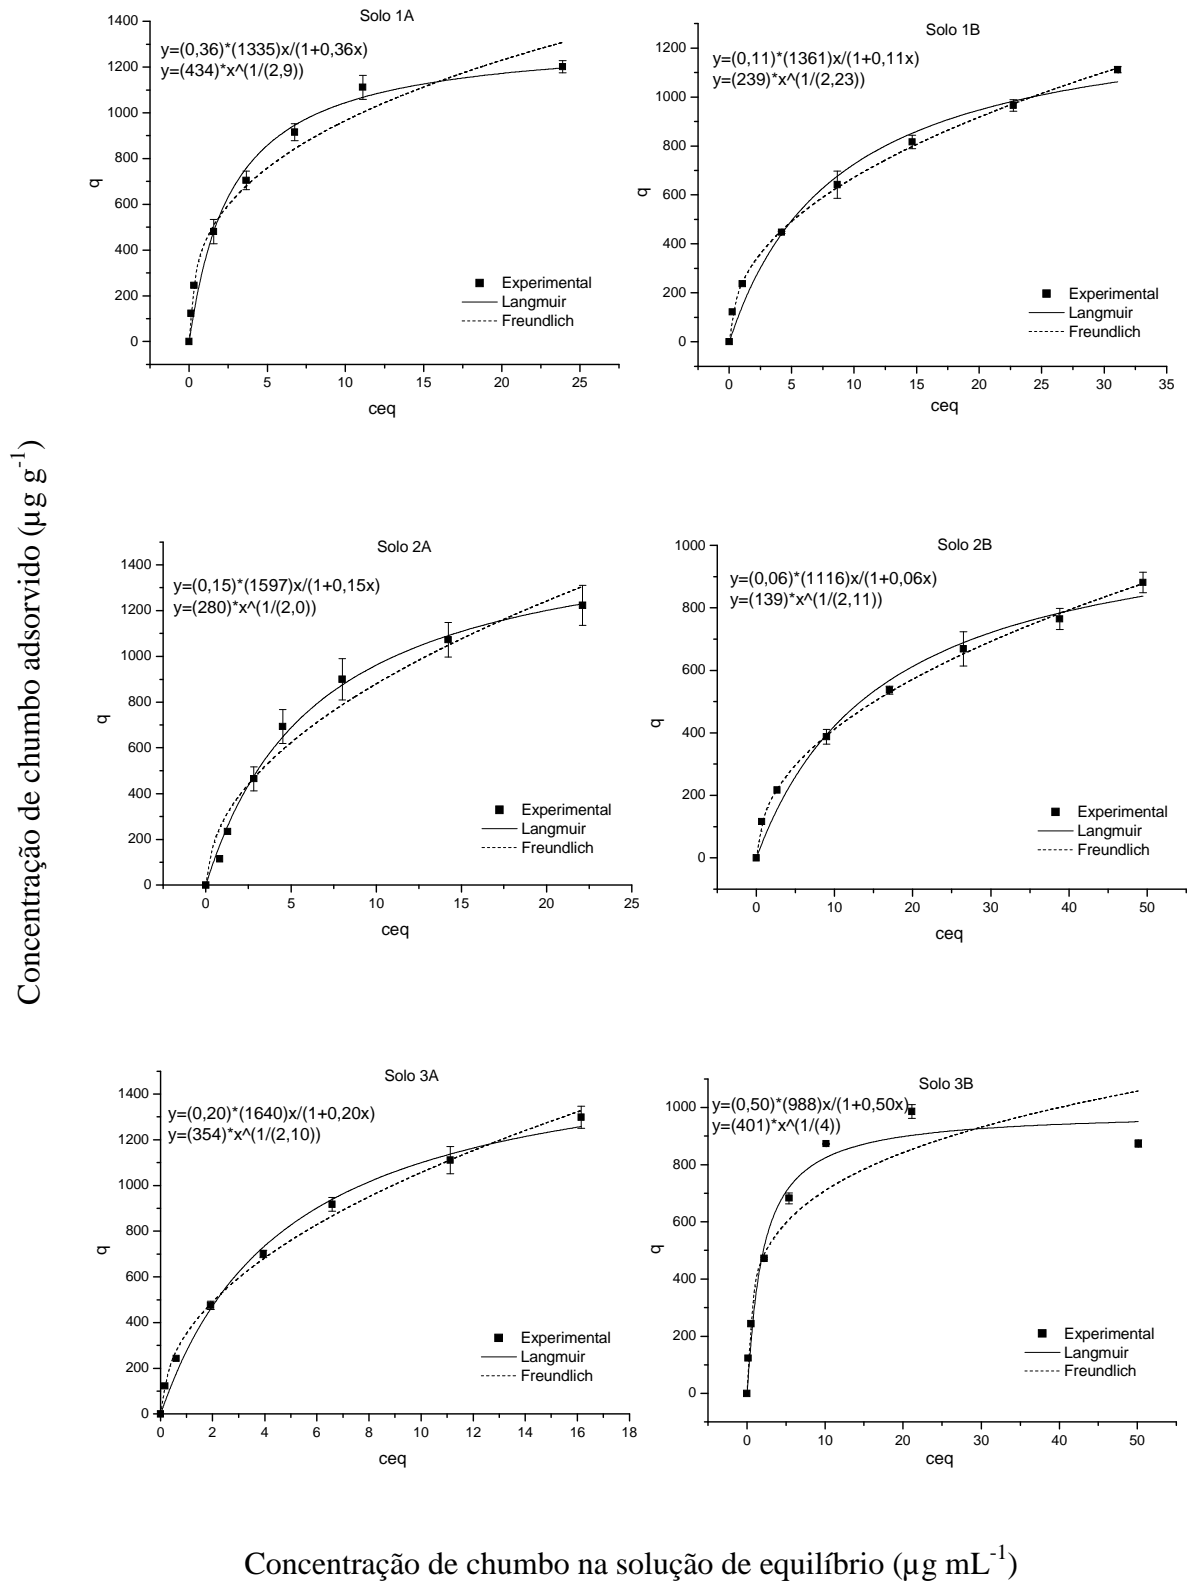 Solo 1A
y=(0,36)*(1335)x/(1+0,36x)
y=(434)*x^(1/(2,9))
1400
1200
1000
800
600
400
200
0
q
Experimental
Langmuir
Freundlich
0 5 10 15 20 25
ceq
Solo 1B
y=(0,11)*(1361)x/(1+0,11x)
y=(239)*x^(1/(2,23))
1200
1000
800
600
400
200
0
q
Experimental
Langmuir
Freundlich
0 5 10 15 20 25 30 35
ceq
Concentração de chumbo adsorvido (µg g-1)
Solo 2A
y=(0,15)*(1597)x/(1+0,15x)
y=(280)*x^(1/(2,0))
1400
1200
1000
800
600
400
200
0
q
Experimental
Langmuir
Freundlich
0 5 10 15 20 25
ceq
Solo 2B
y=(0,06)*(1116)x/(1+0,06x)
y=(139)*x^(1/(2,11))
1000
800
600
400
200
0
q
Experimental
Langmuir
Freundlich
0 10 20 30 40 50
ceq
Solo 3A
y=(0,20)*(1640)x/(1+0,20x)
y=(354)*x^(1/(2,10))
1400
1200
1000
800
600
400
200
0
q
Experimental
Langmuir
Freundlich
0 2 4 6 8 10 12 14 16 18
ceq
Solo 3B
y=(0,50)*(988)x/(1+0,50x)
y=(401)*x^(1/(4))
1000
800
600
400
200
0
q
Experimental
Langmuir
Freundlich
0 10 20 30 40 50
ceq
Concentração de chumbo na solução de equilíbrio (µg mL-1)